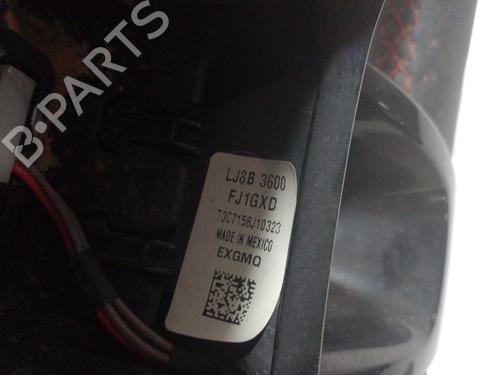 B-PARTS
LJ8B 3600
FJ1GXD
T3C7158J10323
MADE IN MEXICO
EXGMQ